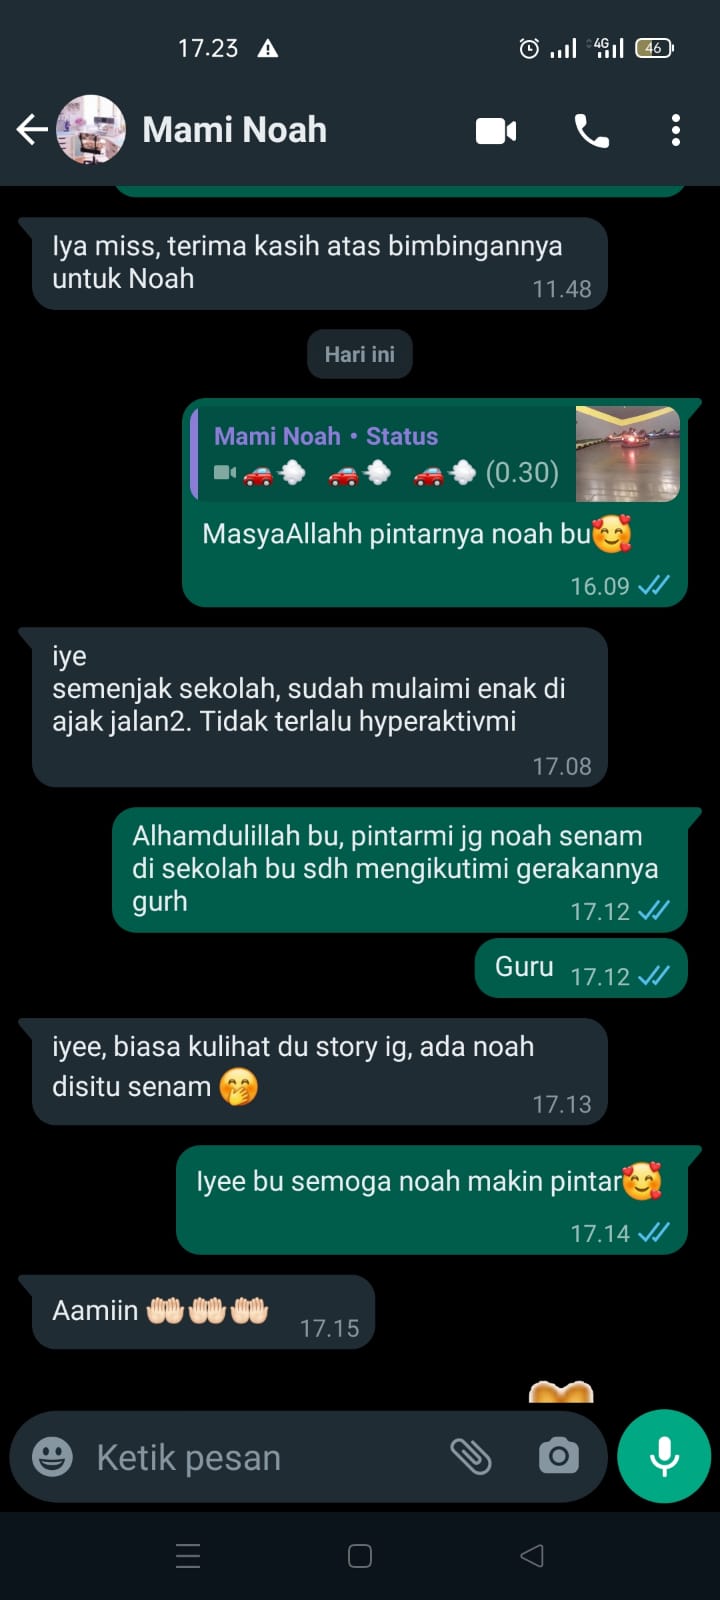 17.23
4G
46
Mami Noah
Iya miss, terima kasih atas bimbingannya
untuk Noah
11.48
Hari ini
Mami Noah • Status
🚗💨 🚗💨 🚗💨 (0.30)
MasyaAllahh pintarnya noah bu🥰
16.09
iye
semenjak sekolah, sudah mulaimi enak di
ajak jalan2. Tidak terlalu hyperaktivmi
17.08
Alhamdulillah bu, pintarmi jg noah senam
di sekolah bu sdh mengikutimi gerakannya
gurh
17.12
Guru
17.12
iyee, biasa kulihat du story ig, ada noah
disitu senam 🤭
17.13
Iyee bu semoga noah makin pintar🥰
17.14
Aamiin 🤲🏻🤲🏻🤲🏻
17.15
Ketik pesan